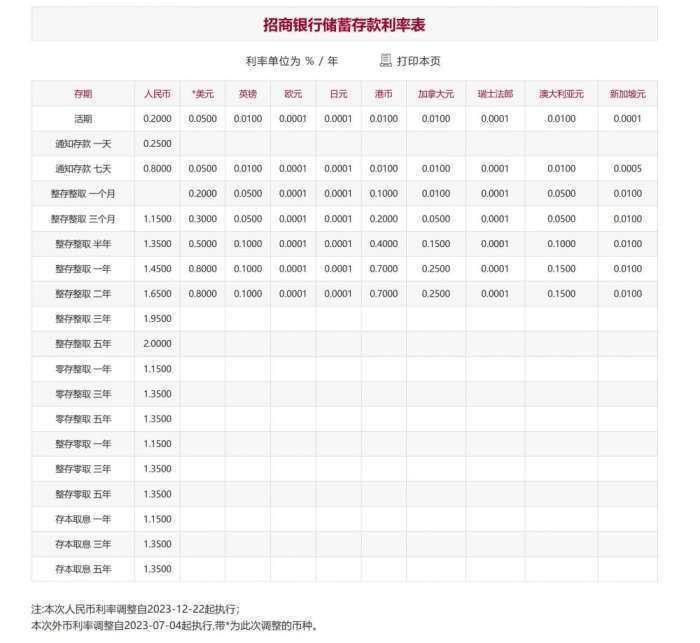 招商银行储蓄存款利率表
利率单位为 % / 年 打印本页
存期 人民币 *美元 英镑 欧元 日元 港币 加拿大元 瑞士法郎 澳大利亚元 新加坡元
活期 0.2000 0.0500 0.0100 0.0001 0.0001 0.0100 0.0100 0.0001 0.0100 0.0001
通知存款 一天 0.2500
通知存款 七天 0.8000 0.0500 0.0100 0.0001 0.0001 0.0100 0.0100 0.0001 0.0100 0.0005
整存整取 一个月 0.2000 0.0500 0.0001 0.0001 0.1000 0.0100 0.0001 0.0500 0.0100
整存整取 三个月 1.1500 0.3000 0.0500 0.0001 0.0001 0.2000 0.0500 0.0001 0.0500 0.0100
整存整取 半年 1.3500 0.5000 0.1000 0.0001 0.0001 0.4000 0.1500 0.0001 0.1000 0.0100
整存整取 一年 1.4500 0.8000 0.1000 0.0001 0.0001 0.7000 0.2500 0.0001 0.1500 0.0100
整存整取 二年 1.6500 0.8000 0.1000 0.0001 0.0001 0.7000 0.2500 0.0001 0.1500 0.0100
整存整取 三年 1.9500
整存整取 五年 2.0000
零存整取 一年 1.1500
零存整取 三年 1.3500
零存整取 五年 1.3500
整存零取 一年 1.1500
整存零取 三年 1.3500
整存零取 五年 1.3500
存本取息 一年 1.1500
存本取息 三年 1.3500
存本取息 五年 1.3500
注:本次人民币利率调整自2023-12-22起执行；
本次外币利率调整自2023-07-04起执行,带*为此次调整的币种。